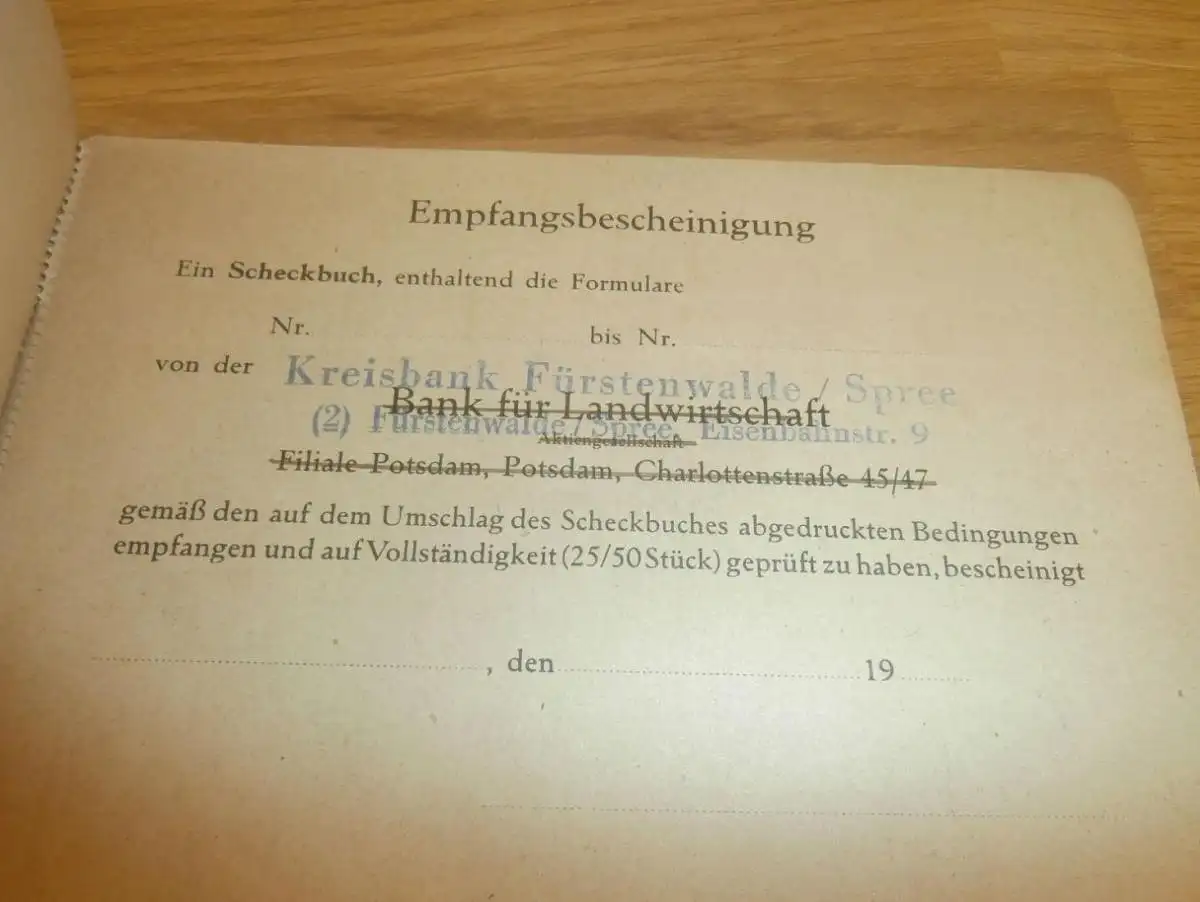 Empfangsbescheinigung
Ein Scheckbuch, enthaltend die Formulare
Nr. bis Nr.
von der Kreisbank Fürstenwalde / Spree
Bank für Landwirtschaft
(2) Fürstenwalde / Spree, Eisenbahnstr. 9
Aktiengesellschaft
Filiale Potsdam, Potsdam, Charlottenstraße 45/47
gemäß den auf dem Umschlag des Scheckbuches abgedruckten Bedingungen
empfangen und auf Vollständigkeit (25/50 Stück) geprüft zu haben, bescheinigt
, den 19